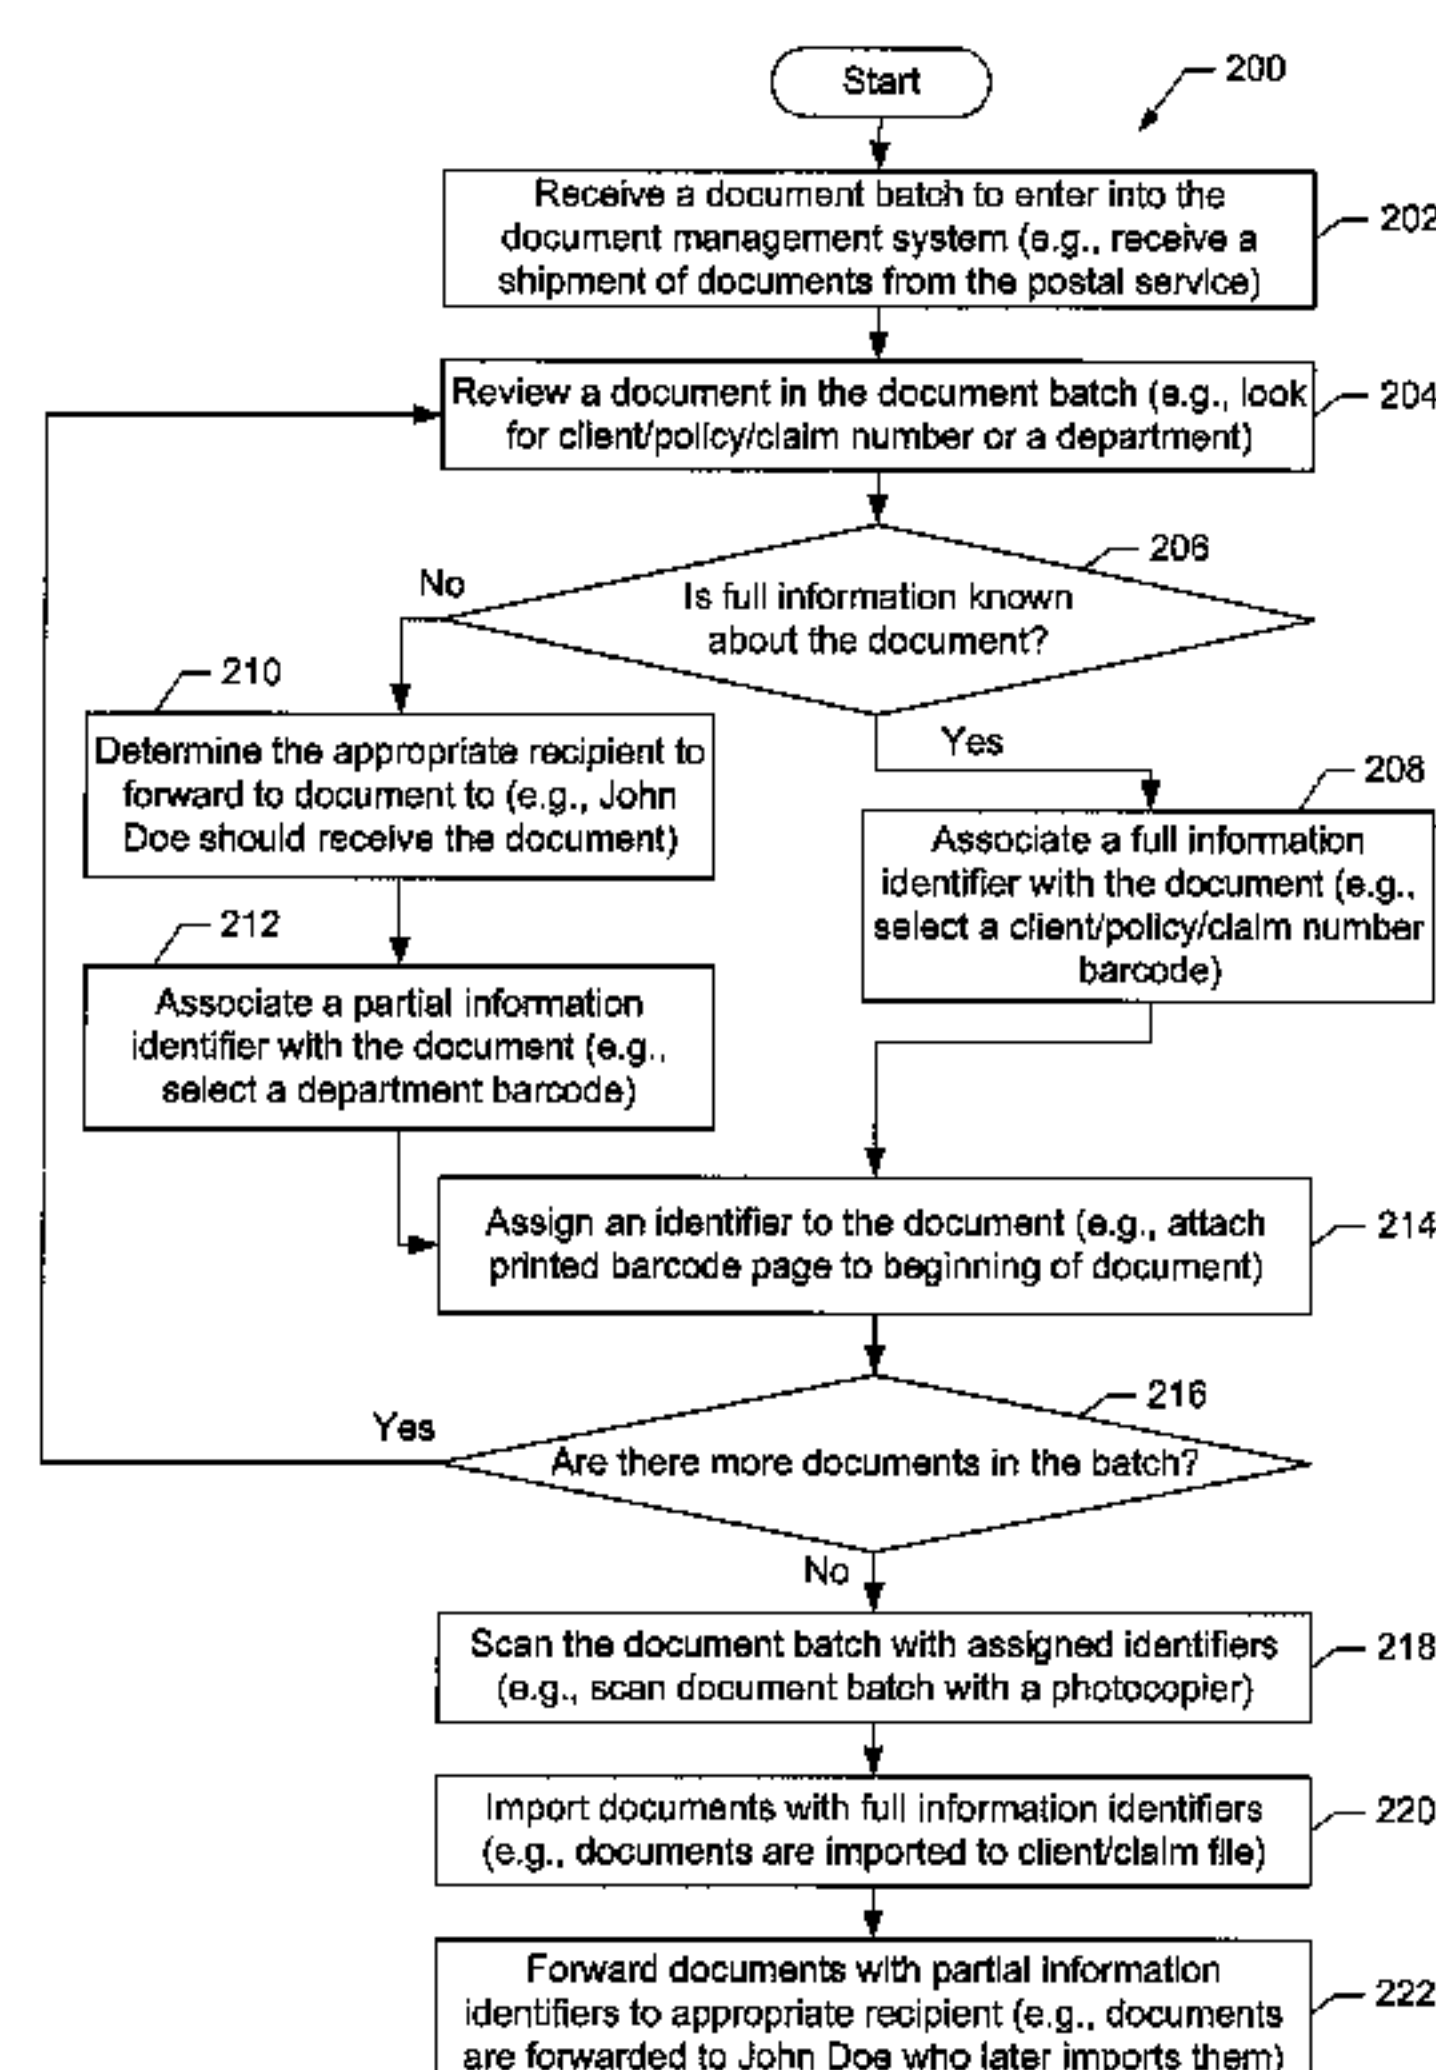 Start
200
Receive a document batch to enter into the
document management system (e.g., receive a
shipment of documents from the postal service)
202
Review a document in the document batch (e.g., look
for client/policy/claim number or a department)
204
206
Is full information known
about the document?
No
Yes
210
Determine the appropriate recipient to
forward to document to (e.g., John
Doe should receive the document)
208
Associate a full information
identifier with the document (e.g.,
select a client/policy/claim number
barcode)
212
Associate a partial information
identifier with the document (e.g.,
select a department barcode)
Assign an identifier to the document (e.g., attach
printed barcode page to beginning of document)
214
216
Are there more documents in the batch?
Yes
No
Scan the document batch with assigned identifiers
(e.g., scan document batch with a photocopier)
218
Import documents with full information identifiers
(e.g., documents are imported to client/claim file)
220
Forward documents with partial information
identifiers to appropriate recipient (e.g., documents
are forwarded to John Doe who later imports them)
222